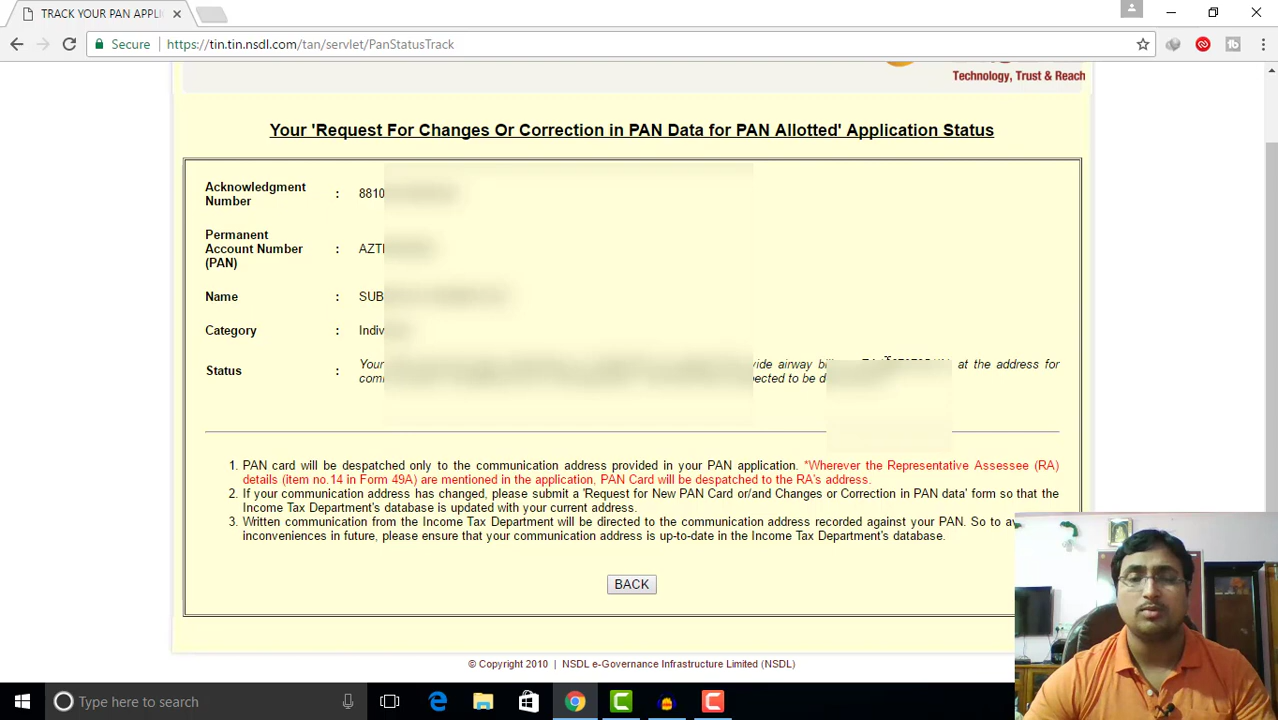 TRACK YOUR PAN APPLI
Secure https://tin.tin.nsdl.com/tan/servlet/PanStatusTrack
Technology, Trust & Reach
Your 'Request For Changes Or Correction in PAN Data for PAN Allotted' Application Status
Acknowledgment
Number : 8810
Permanent
Account Number : AZT
(PAN)
Name : SUB
Category : Indiv
Status : Your vide airway at the address for
pected to be
1. PAN card will be despatched only to the communication address provided in your PAN application. *Wherever the Representative Assessee (RA)
details (item no.14 in Form 49A) are mentioned in the application, PAN Card will be despatched to the RA's address.
2. If your communication address has changed, please submit a 'Request for New PAN Card or/and Changes or Correction in PAN data' form so that the
Income Tax Department's database is updated with your current address.
3. Written communication from the Income Tax Department will be directed to the communication address recorded against your PAN. So to a
inconveniences in future, please ensure that your communication address is up-to-date in the Income Tax Department's database.
BACK
© Copyright 2010 | NSDL e-Governance Infrastructure Limited (NSDL)
Type here to search